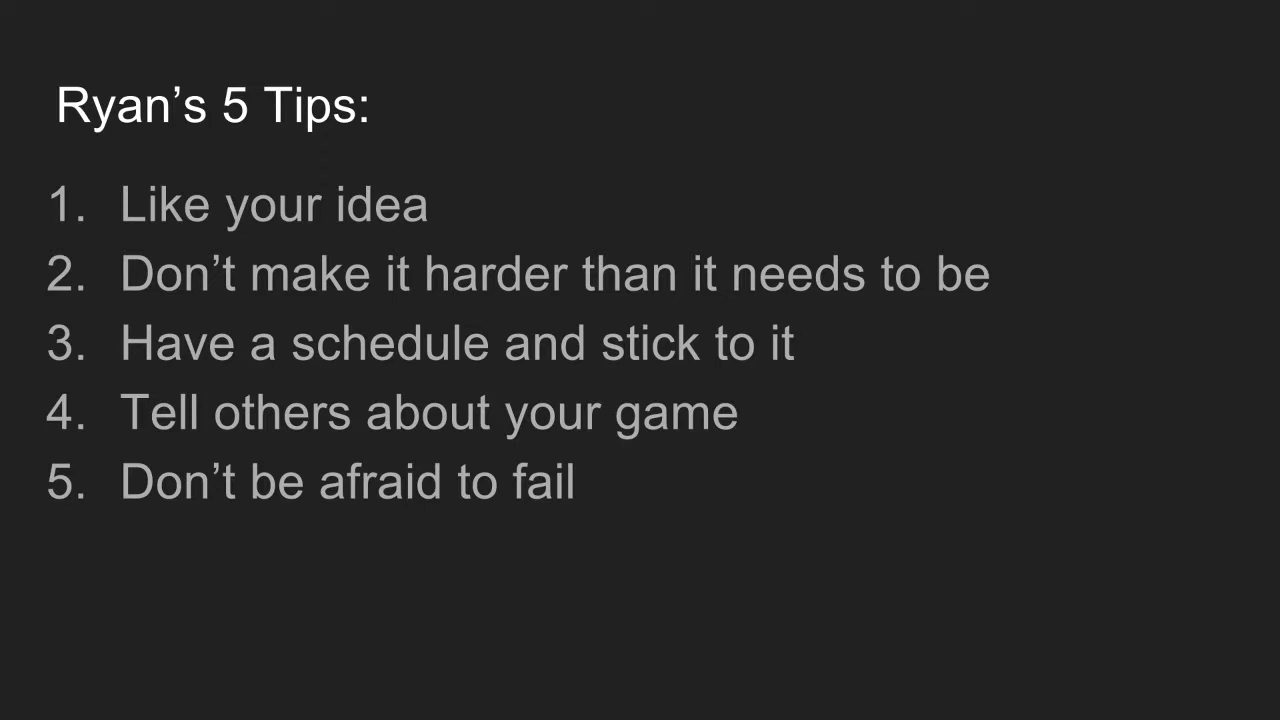 Ryan’s 5 Tips:
1. Like your idea
2. Don’t make it harder than it needs to be
3. Have a schedule and stick to it
4. Tell others about your game
5. Don’t be afraid to fail